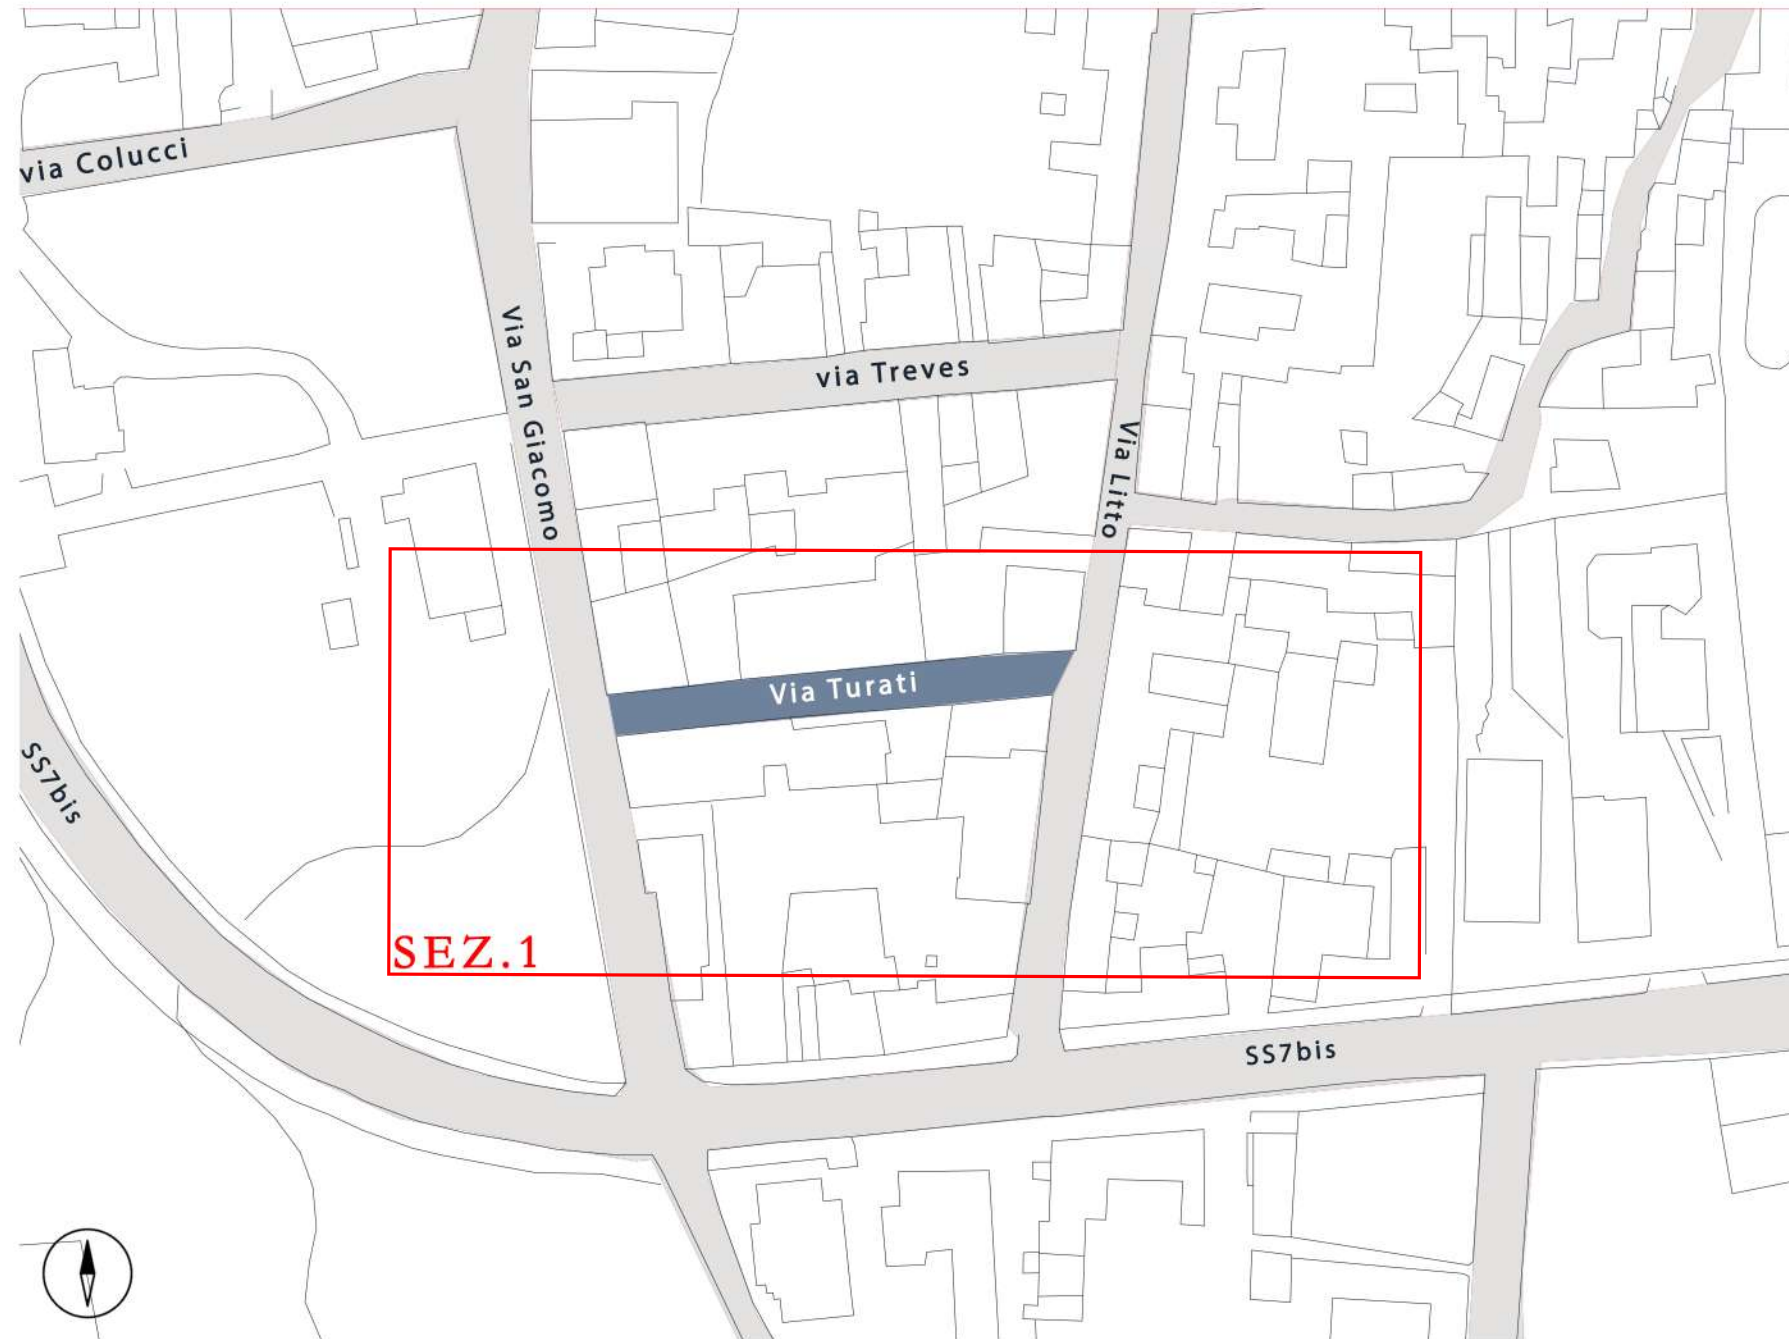 via Colucci
Via San Giacomo
via Treves
Via Litto
Via Turati
SS7bis
SEZ.1
SS7bis